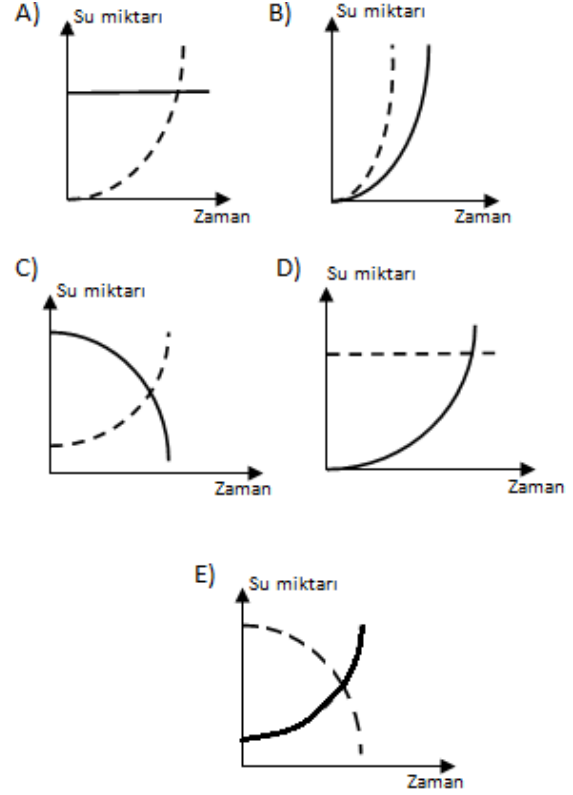 A)
Su miktarı
Zaman
B)
Su miktarı
Zaman
C)
Su miktarı
Zaman
D)
Su miktarı
Zaman
E)
Su miktarı
Zaman